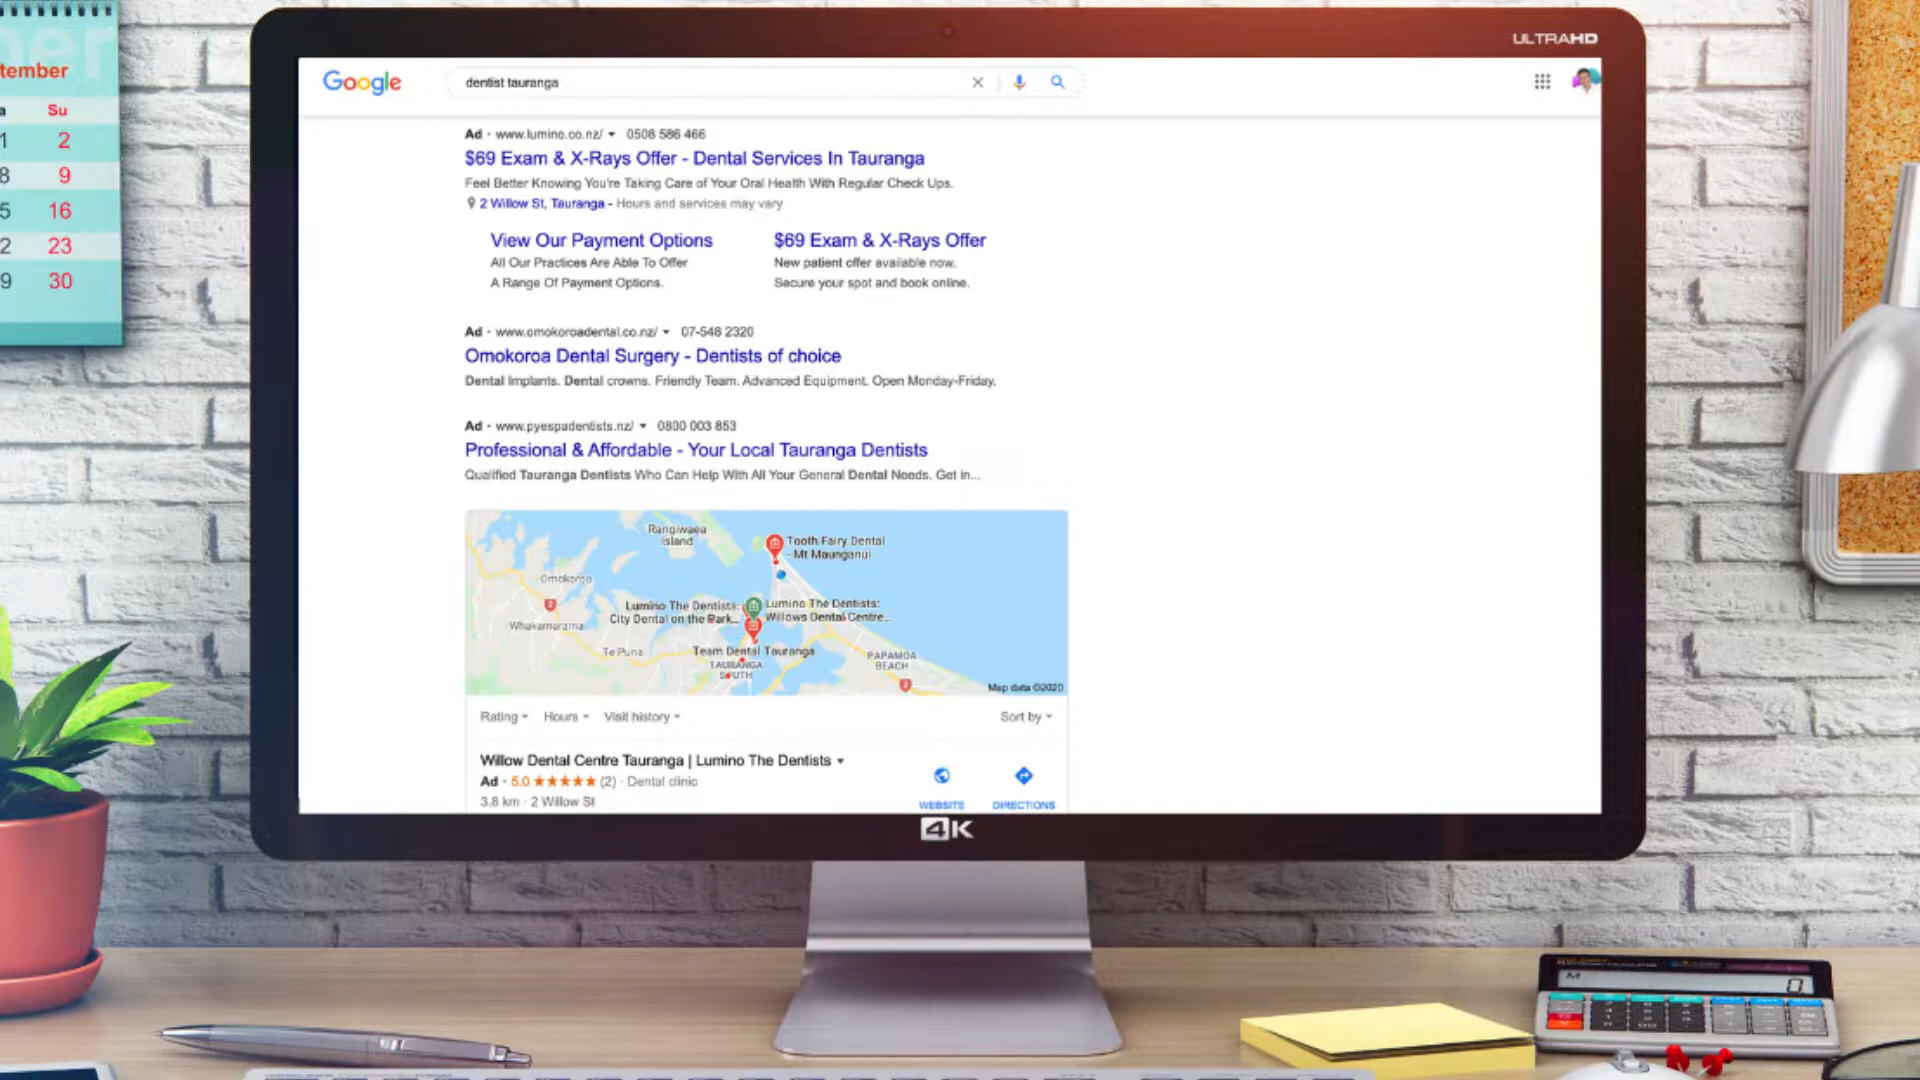 tember
Su
1 2
8 9
5 16
2 23
9 30
ULTRAHD
Google
dentist tauranga
Ad · www.lumino.co.nz/ 0508 586 466
$69 Exam & X-Rays Offer - Dental Services In Tauranga
Feel Better Knowing You're Taking Care of Your Oral Health With Regular Check Ups.
2 Willow St, Tauranga - Hours and services may vary
View Our Payment Options
All Our Practices Are Able To Offer
A Range Of Payment Options.
$69 Exam & X-Rays Offer
New patient offer available now.
Secure your spot and book online.
Ad · www.omokoroadental.co.nz/ 07-548 2320
Omokoroa Dental Surgery - Dentists of choice
Dental Implants. Dental crowns. Friendly Team. Advanced Equipment. Open Monday-Friday.
Ad · www.pyespadentists.nz/ 0800 003 853
Professional & Affordable - Your Local Tauranga Dentists
Qualified Tauranga Dentists Who Can Help With All Your General Dental Needs. Get in...
Rangiwaea
Island
Tooth Fairy Dental
- Mt Maunganui
Omokoroa
2
Lumino The Dentists:
City Dental on the Park...
Lumino The Dentists:
Willows Dental Centre...
Whakamarama
Te Puna
Team Dental Tauranga
TAURANGA
SOUTH
PAPAMOA
BEACH
2
Map data ©2020
Rating Hours Visit history Sort by
Willow Dental Centre Tauranga | Lumino The Dentists
Ad · 5.0 ★★★★★ (2) · Dental clinic
3.8 km · 2 Willow St
WEBSITE DIRECTIONS
4K
M 0